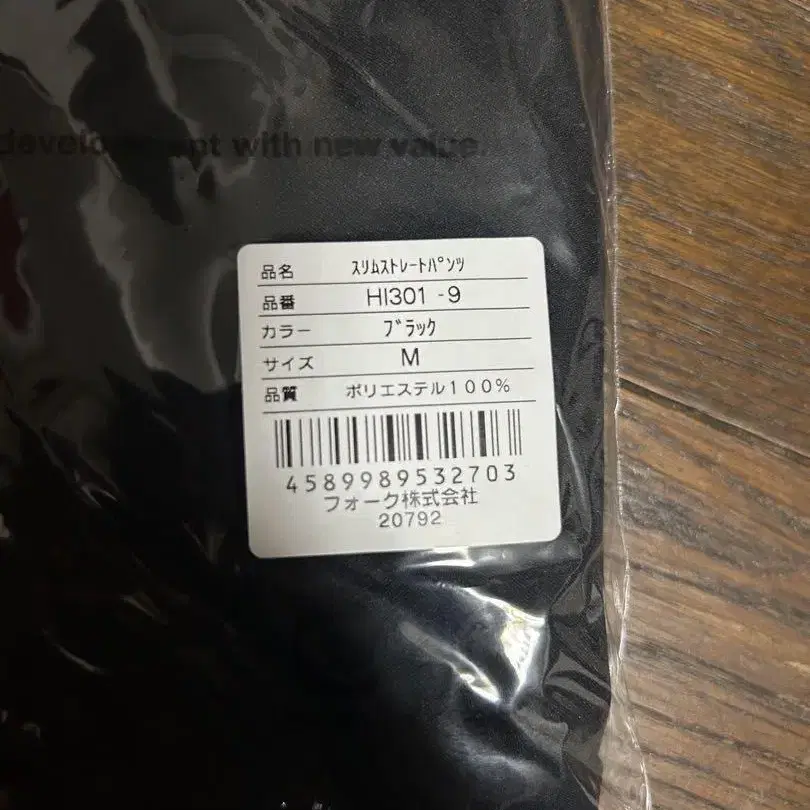 with new value.
品名 スリムストレートパンツ
品番 HI301 -9
カラー ブラック
サイズ M
品質 ポリエステル100%
4589989532703
フォーク株式会社
20792